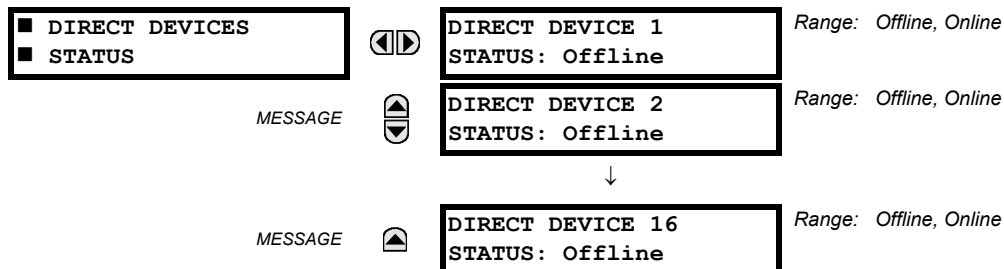 ■ DIRECT DEVICES
■ STATUS
DIRECT DEVICE 1
STATUS: Offline
Range: Offline, Online
MESSAGE
DIRECT DEVICE 2
STATUS: Offline
Range: Offline, Online
↓
MESSAGE
DIRECT DEVICE 16
STATUS: Offline
Range: Offline, Online